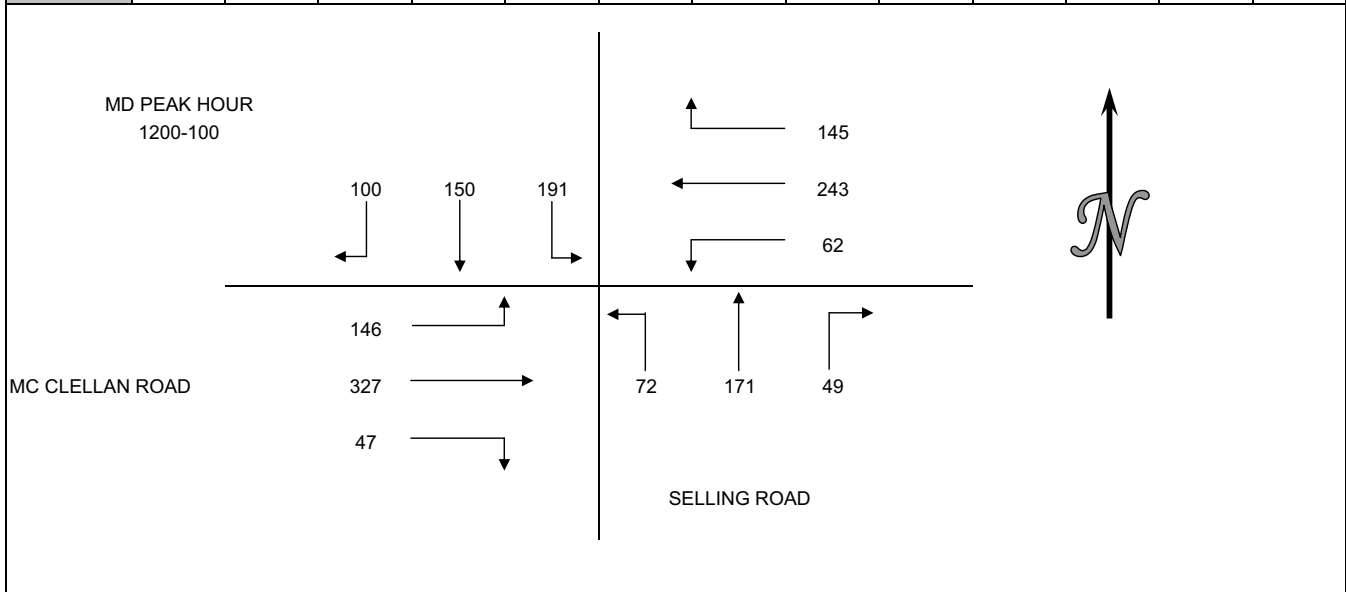 MD PEAK HOUR
1200-100
145
100 150 191
243
62
146
MC CLELLAN ROAD 327
72 171 49
47
SELLING ROAD
N